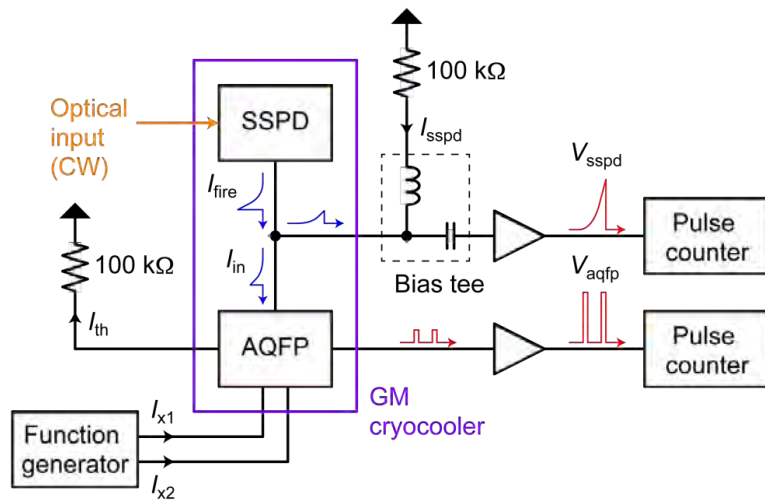 100 kΩ
Optical
input
(CW)
SSPD
I_sspd
I_fire
V_sspd
Pulse
counter
100 kΩ
I_in
Bias tee
V_aqfp
I_th
AQFP
Pulse
counter
GM
cryocooler
I_x1
Function
generator
I_x2